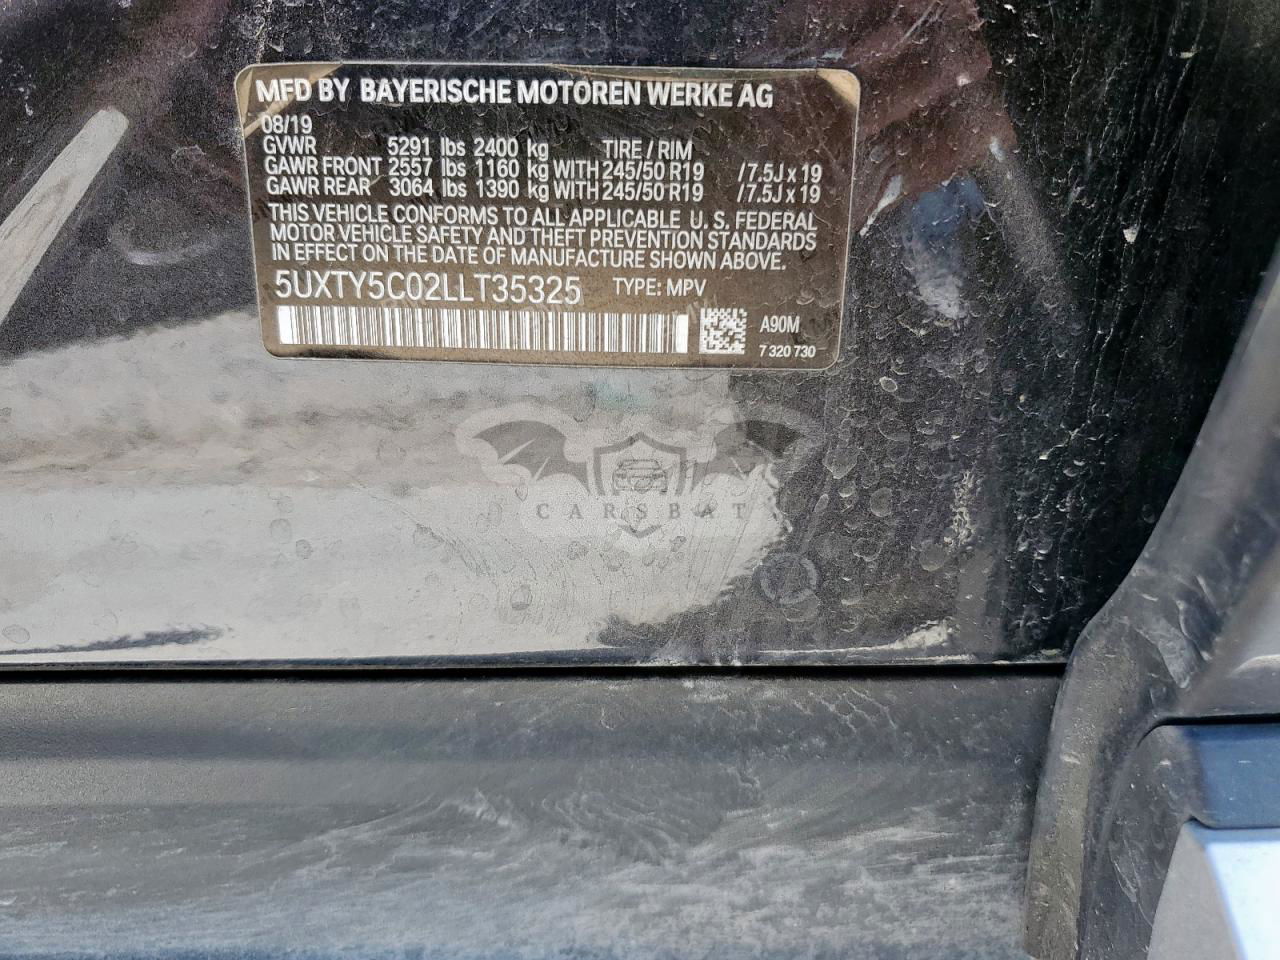 MFD BY BAYERISCHE MOTOREN WERKE AG
08/19
GVWR 5291 lbs 2400 kg TIRE / RIM
GAWR FRONT 2557 lbs 1160 kg WITH 245/50 R19 / 7.5J x 19
GAWR REAR 3064 lbs 1390 kg WITH 245/50 R19 / 7.5J x 19
THIS VEHICLE CONFORMS TO ALL APPLICABLE U. S. FEDERAL
MOTOR VEHICLE SAFETY AND THEFT PREVENTION STANDARDS
IN EFFECT ON THE DATE OF MANUFACTURE SHOWN ABOVE.
5UXTY5C02LLT35325 TYPE: MPV
A90M
7 320 730
CARSBAT